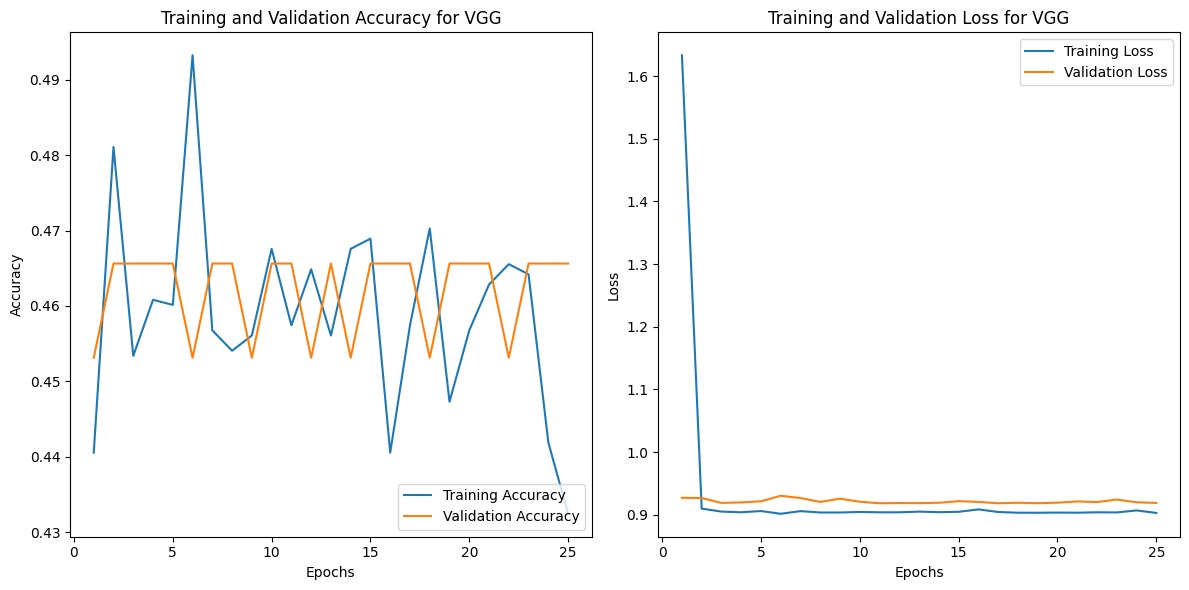 Training and Validation Accuracy for VGG
Accuracy
0.49
0.48
0.47
0.46
0.45
0.44
0.43
0
5
10
15
20
25
Epochs
Training Accuracy
Validation Accuracy
Training and Validation Loss for VGG
Loss
1.6
1.5
1.4
1.3
1.2
1.1
1.0
0.9
0
5
10
15
20
25
Epochs
Training Loss
Validation Loss